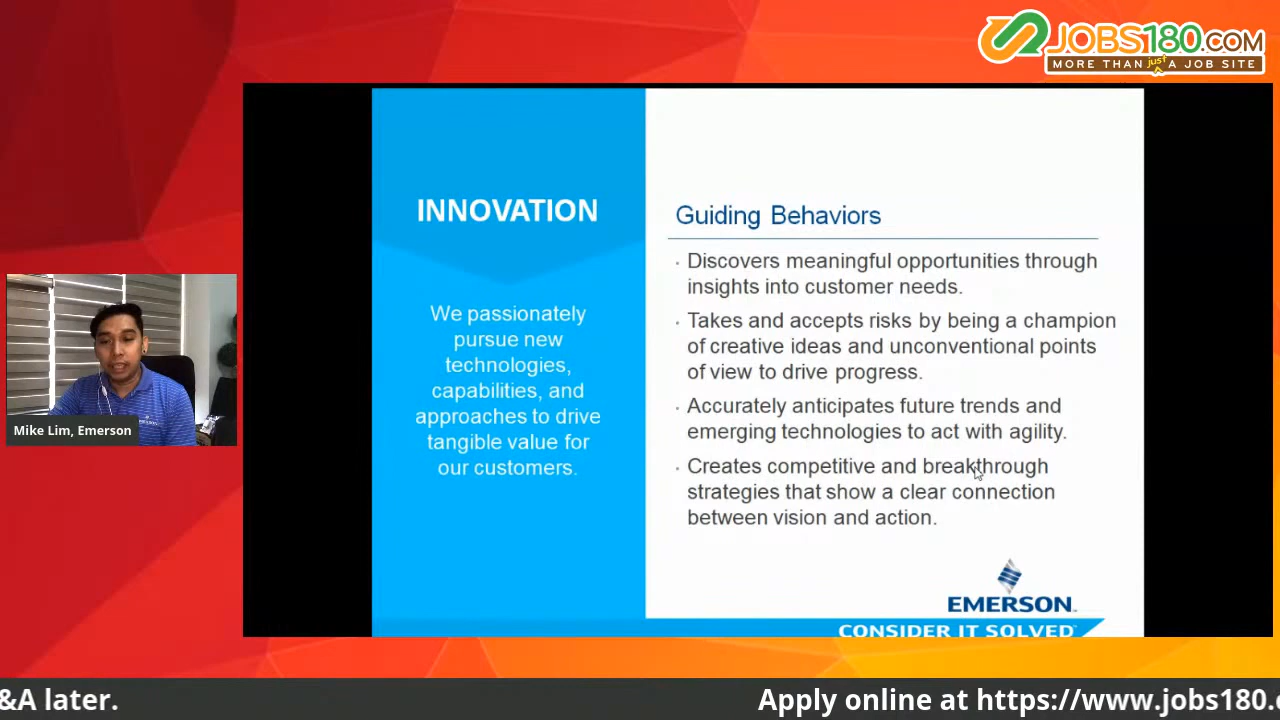 JOBS180.COM
MORE THAN just A JOB SITE
INNOVATION
We passionately
pursue new
technologies,
capabilities, and
approaches to drive
tangible value for
our customers.
Guiding Behaviors
· Discovers meaningful opportunities through
insights into customer needs.
· Takes and accepts risks by being a champion
of creative ideas and unconventional points
of view to drive progress.
· Accurately anticipates future trends and
emerging technologies to act with agility.
· Creates competitive and breakthrough
strategies that show a clear connection
between vision and action.
EMERSON
CONSIDER IT SOLVED™
Mike Lim, Emerson
&A later.
Apply online at https://www.jobs180.